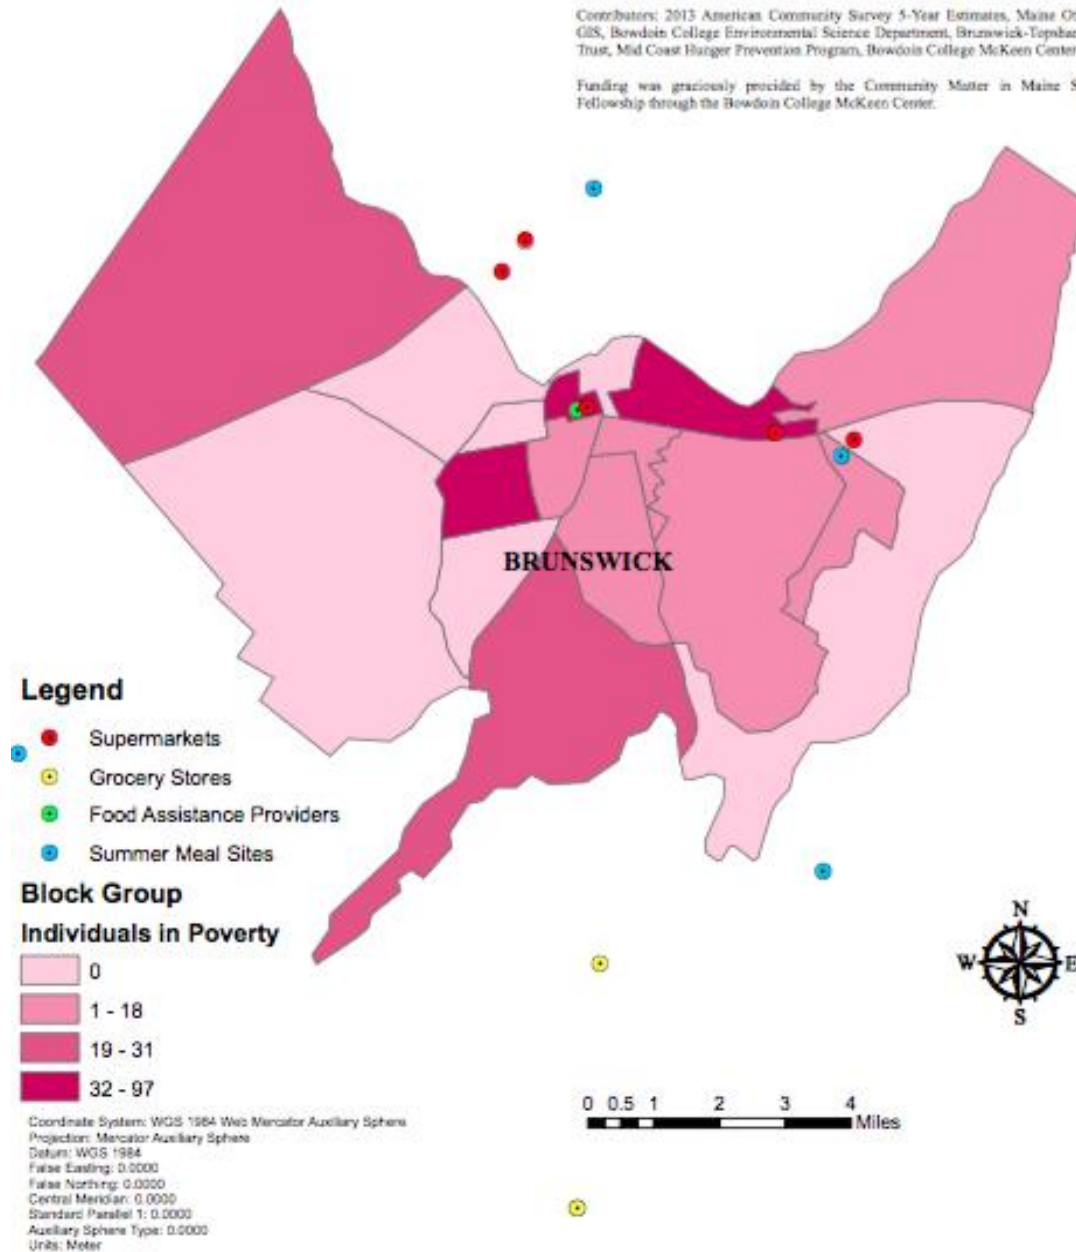 Contributors: 2013 American Community Survey 5-Year Estimates, Maine
GIS, Bowdoin College Environmental Science Department,
Trust, Mid Coast Hunger Prevention Program, Bowdoin College McKeen Center
Funding was graciously procided by the Community Matter in Maine
Fellowship through the Bowdoin College McKeen Center.
BRUNSWICK
Legend
Supermarkets
Grocery Stores
Food Assistance Providers
Summer Meal Sites
Block Group
Individuals in Poverty
0
1 - 18
19 - 31
32 - 97
N
W E
S
0 0.5 1 2 3 4
Miles
Coordinate System: WGS 1984 Web Mercator Auxiliary Sphere
Projection: Mercator Auxiliary Sphere
Datum: WGS 1984
False Easting: 0.0000
False Northing: 0.0000
Central Meridian: 0.0000
Standard Parallel 1: 0.0000
Auxiliary Sphere Type: 0.0000
Units: Meter